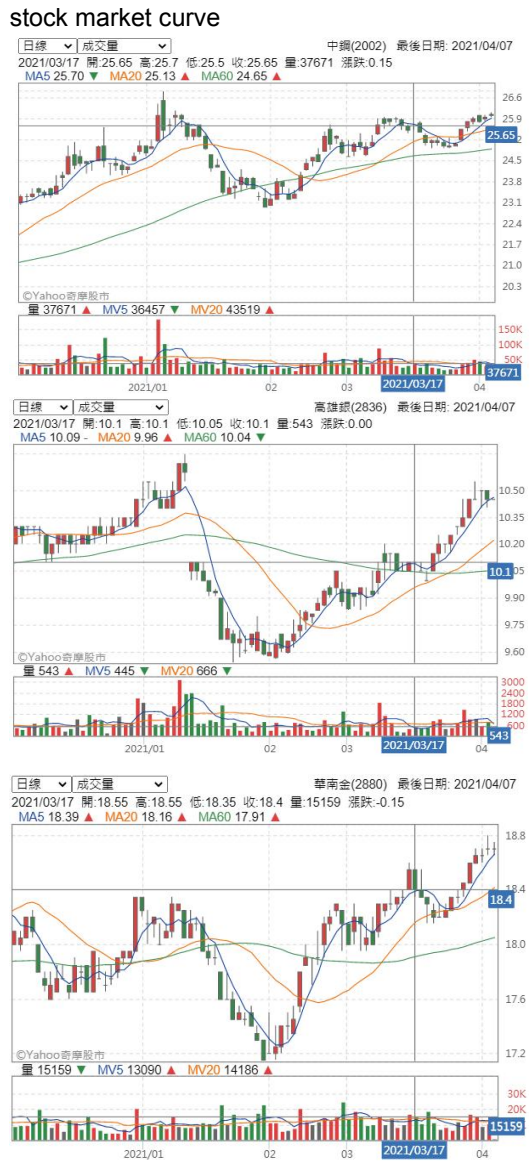 stock market curve
日線 成交量 中鋼(2002) 最後日期: 2021/04/07
2021/03/17 開:25.65 高:25.7 低:25.5 收:25.65 量:37671 漲跌:0.15
MA5 25.70 ▼ MA20 25.13 ▲ MA60 24.65 ▲
26.6
25.9
25.65
24.5
23.8
23.1
22.4
21.7
21.0
20.3
©Yahoo奇摩股市
量 37671 ▲ MV5 36457 ▼ MV20 43519 ▲
150K
100K
50K
37671
2021/01 02 03 2021/03/17 04
日線 成交量 高雄銀(2836) 最後日期: 2021/04/07
2021/03/17 開:10.1 高:10.1 低:10.05 收:10.1 量:543 漲跌:0.00
MA5 10.09 - MA20 9.96 ▲ MA60 10.04 ▼
10.50
10.35
10.20
10.1
9.90
9.75
9.60
©Yahoo奇摩股市
量 543 ▲ MV5 445 ▼ MV20 666 ▼
3000
2400
1800
1200
600
543
2021/01 02 03 2021/03/17 04
日線 成交量 華南金(2880) 最後日期: 2021/04/07
2021/03/17 開:18.55 高:18.55 低:18.35 收:18.4 量:15159 漲跌:-0.15
MA5 18.39 ▲ MA20 18.16 ▲ MA60 17.91 ▲
18.8
18.4
18.4
18.0
17.6
17.2
©Yahoo奇摩股市
量 15159 ▼ MV5 13090 ▲ MV20 14186 ▲
30K
20K
15159
2021/01 02 03 2021/03/17 04